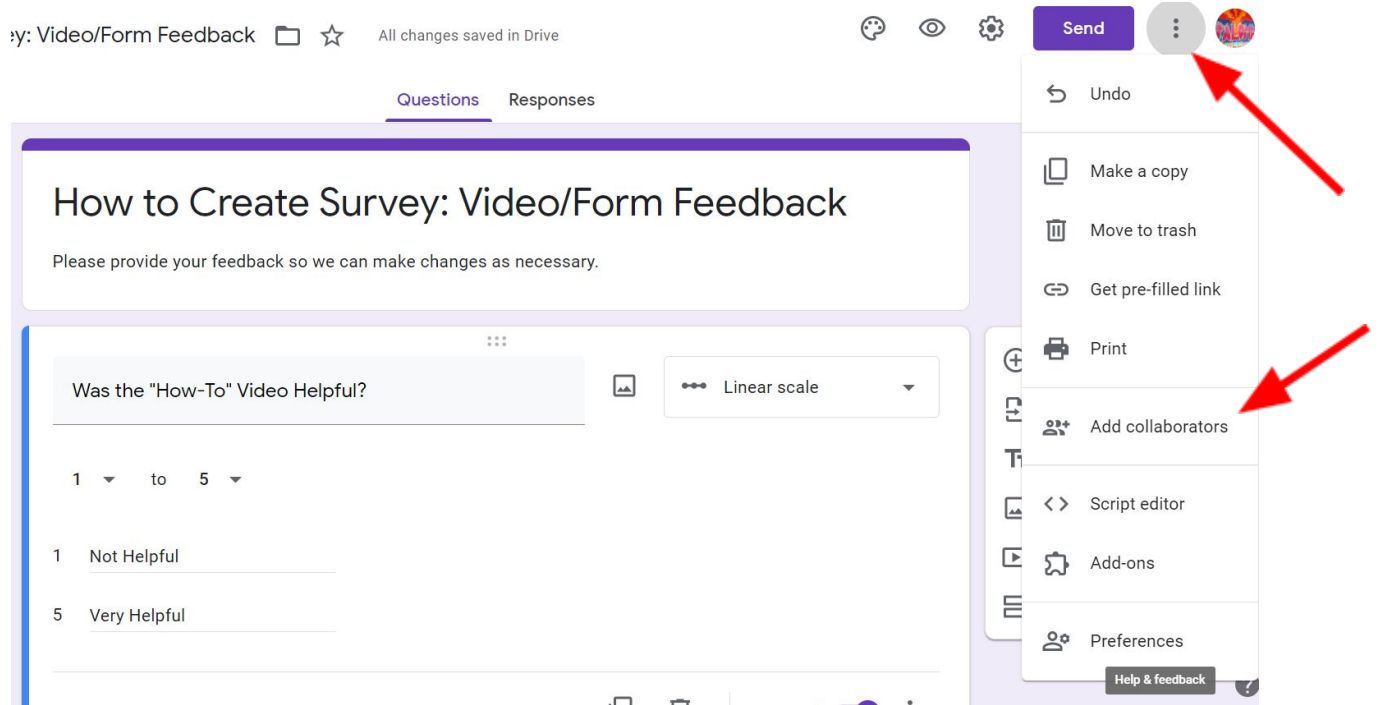 ey: Video/Form Feedback
All changes saved in Drive
Send
Questions
Responses
How to Create Survey: Video/Form Feedback
Please provide your feedback so we can make changes as necessary.
Was the "How-To" Video Helpful?
Linear scale
1 to 5
1 Not Helpful
5 Very Helpful
Undo
Make a copy
Move to trash
Get pre-filled link
Print
Add collaborators
Script editor
Add-ons
Preferences
Help & feedback